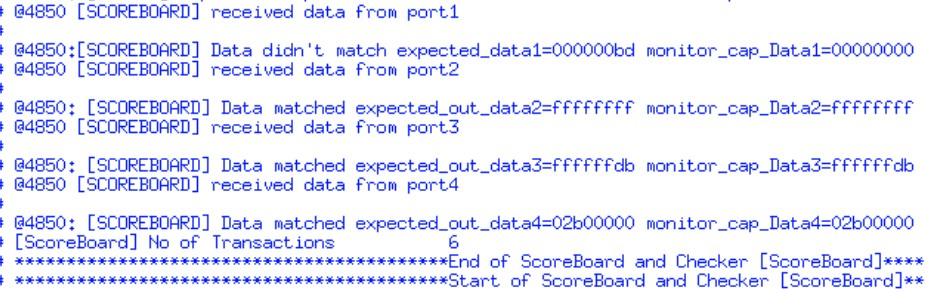 # @4850 [SCOREBOARD] received data from port1
#
# @4850:[SCOREBOARD] Data didn't match expected_data1=000000bd monitor_cap_Data1=00000000
# @4850 [SCOREBOARD] received data from port2
#
# @4850: [SCOREBOARD] Data matched expected_out_data2=ffffffff monitor_cap_Data2=ffffffff
# @4850 [SCOREBOARD] received data from port3
#
# @4850: [SCOREBOARD] Data matched expected_out_data3=ffffffdb monitor_cap_Data3=ffffffdb
# @4850 [SCOREBOARD] received data from port4
#
# @4850: [SCOREBOARD] Data matched expected_out_data4=02b00000 monitor_cap_Data4=02b00000
# [ScoreBoard] No of Transactions 6
# ******************************************End of ScoreBoard and Checker [ScoreBoard]****
# ******************************************Start of ScoreBoard and Checker [ScoreBoard]**